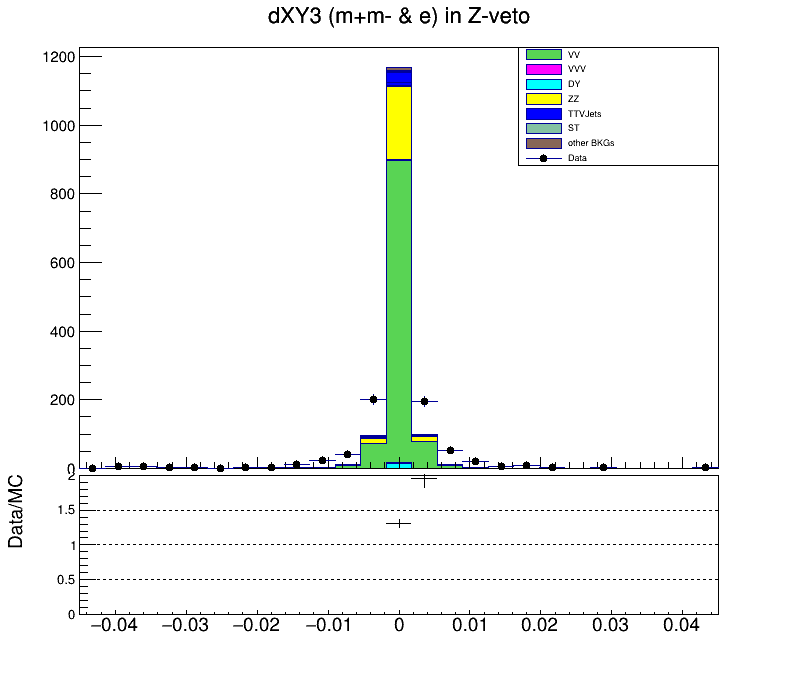 dXY3 (m+m- & e) in Z-veto
1200
1000
800
600
400
200
0
VV
VVV
DY
ZZ
TTVJets
ST
other BKGs
Data
Data/MC
2
1.5
1
0.5
0
−0.04 −0.03 −0.02 −0.01 0 0.01 0.02 0.03 0.04